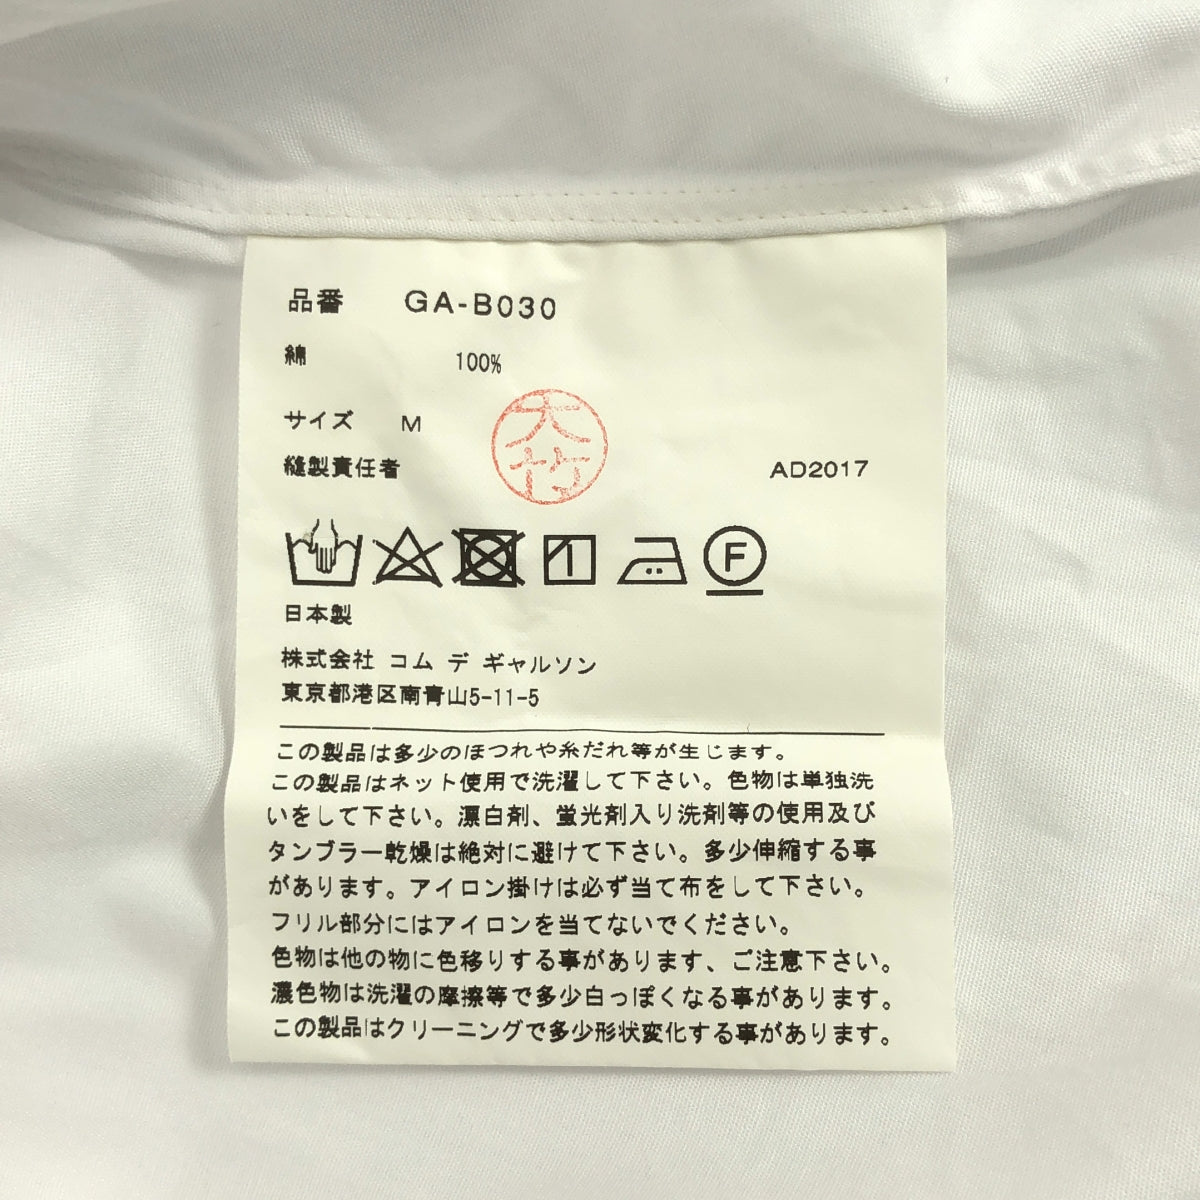 品番 GA-B030
綿 100%
サイズ M
大竹
縫製責任者 AD2017
F
日本製
株式会社 コム デ ギャルソン
東京都港区南青山5-11-5
この製品は多少のほつれや糸だれ等が生じます。
この製品はネット使用で洗濯して下さい。色物は単独洗
いをして下さい。漂白剤、蛍光剤入り洗剤等の使用及び
タンブラー乾燥は絶対に避けて下さい。多少伸縮する事
があります。アイロン掛けは必ず当て布をして下さい。
フリル部分にはアイロンを当てないでください。
色物は他の物に色移りする事があります、ご注意下さい。
濃色物は洗濯の摩擦等で多少白っぽくなる事があります。
この製品はクリーニングで多少形状変化する事があります。